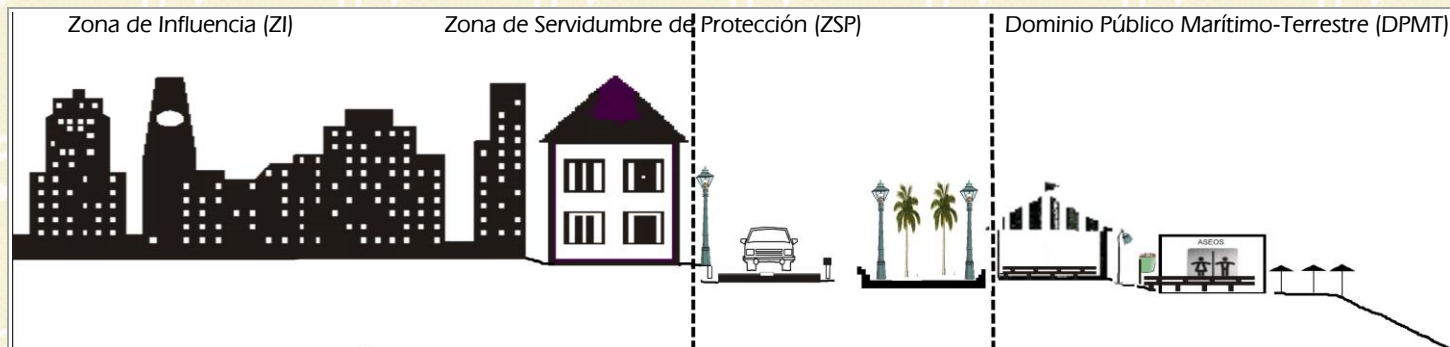 Zona de Influencia (ZI)
Zona de Servidumbre de Protección (ZSP)
Dominio Público Marítimo-Terrestre (DPMT)
ASEOS